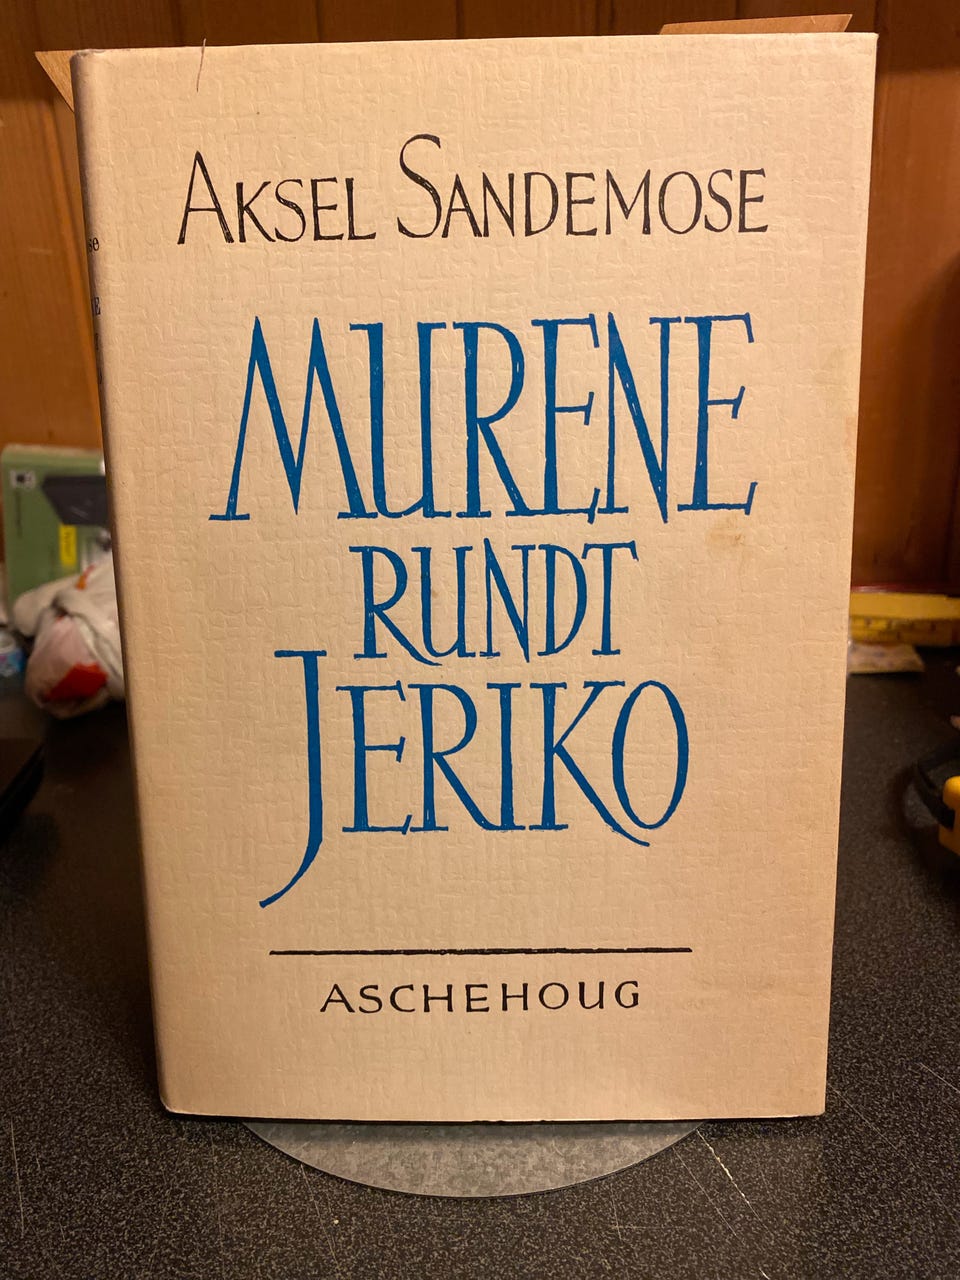 AKSEL SANDEMOSE
MURENE
RUNDT
JERIKO
ASCHEHOUG